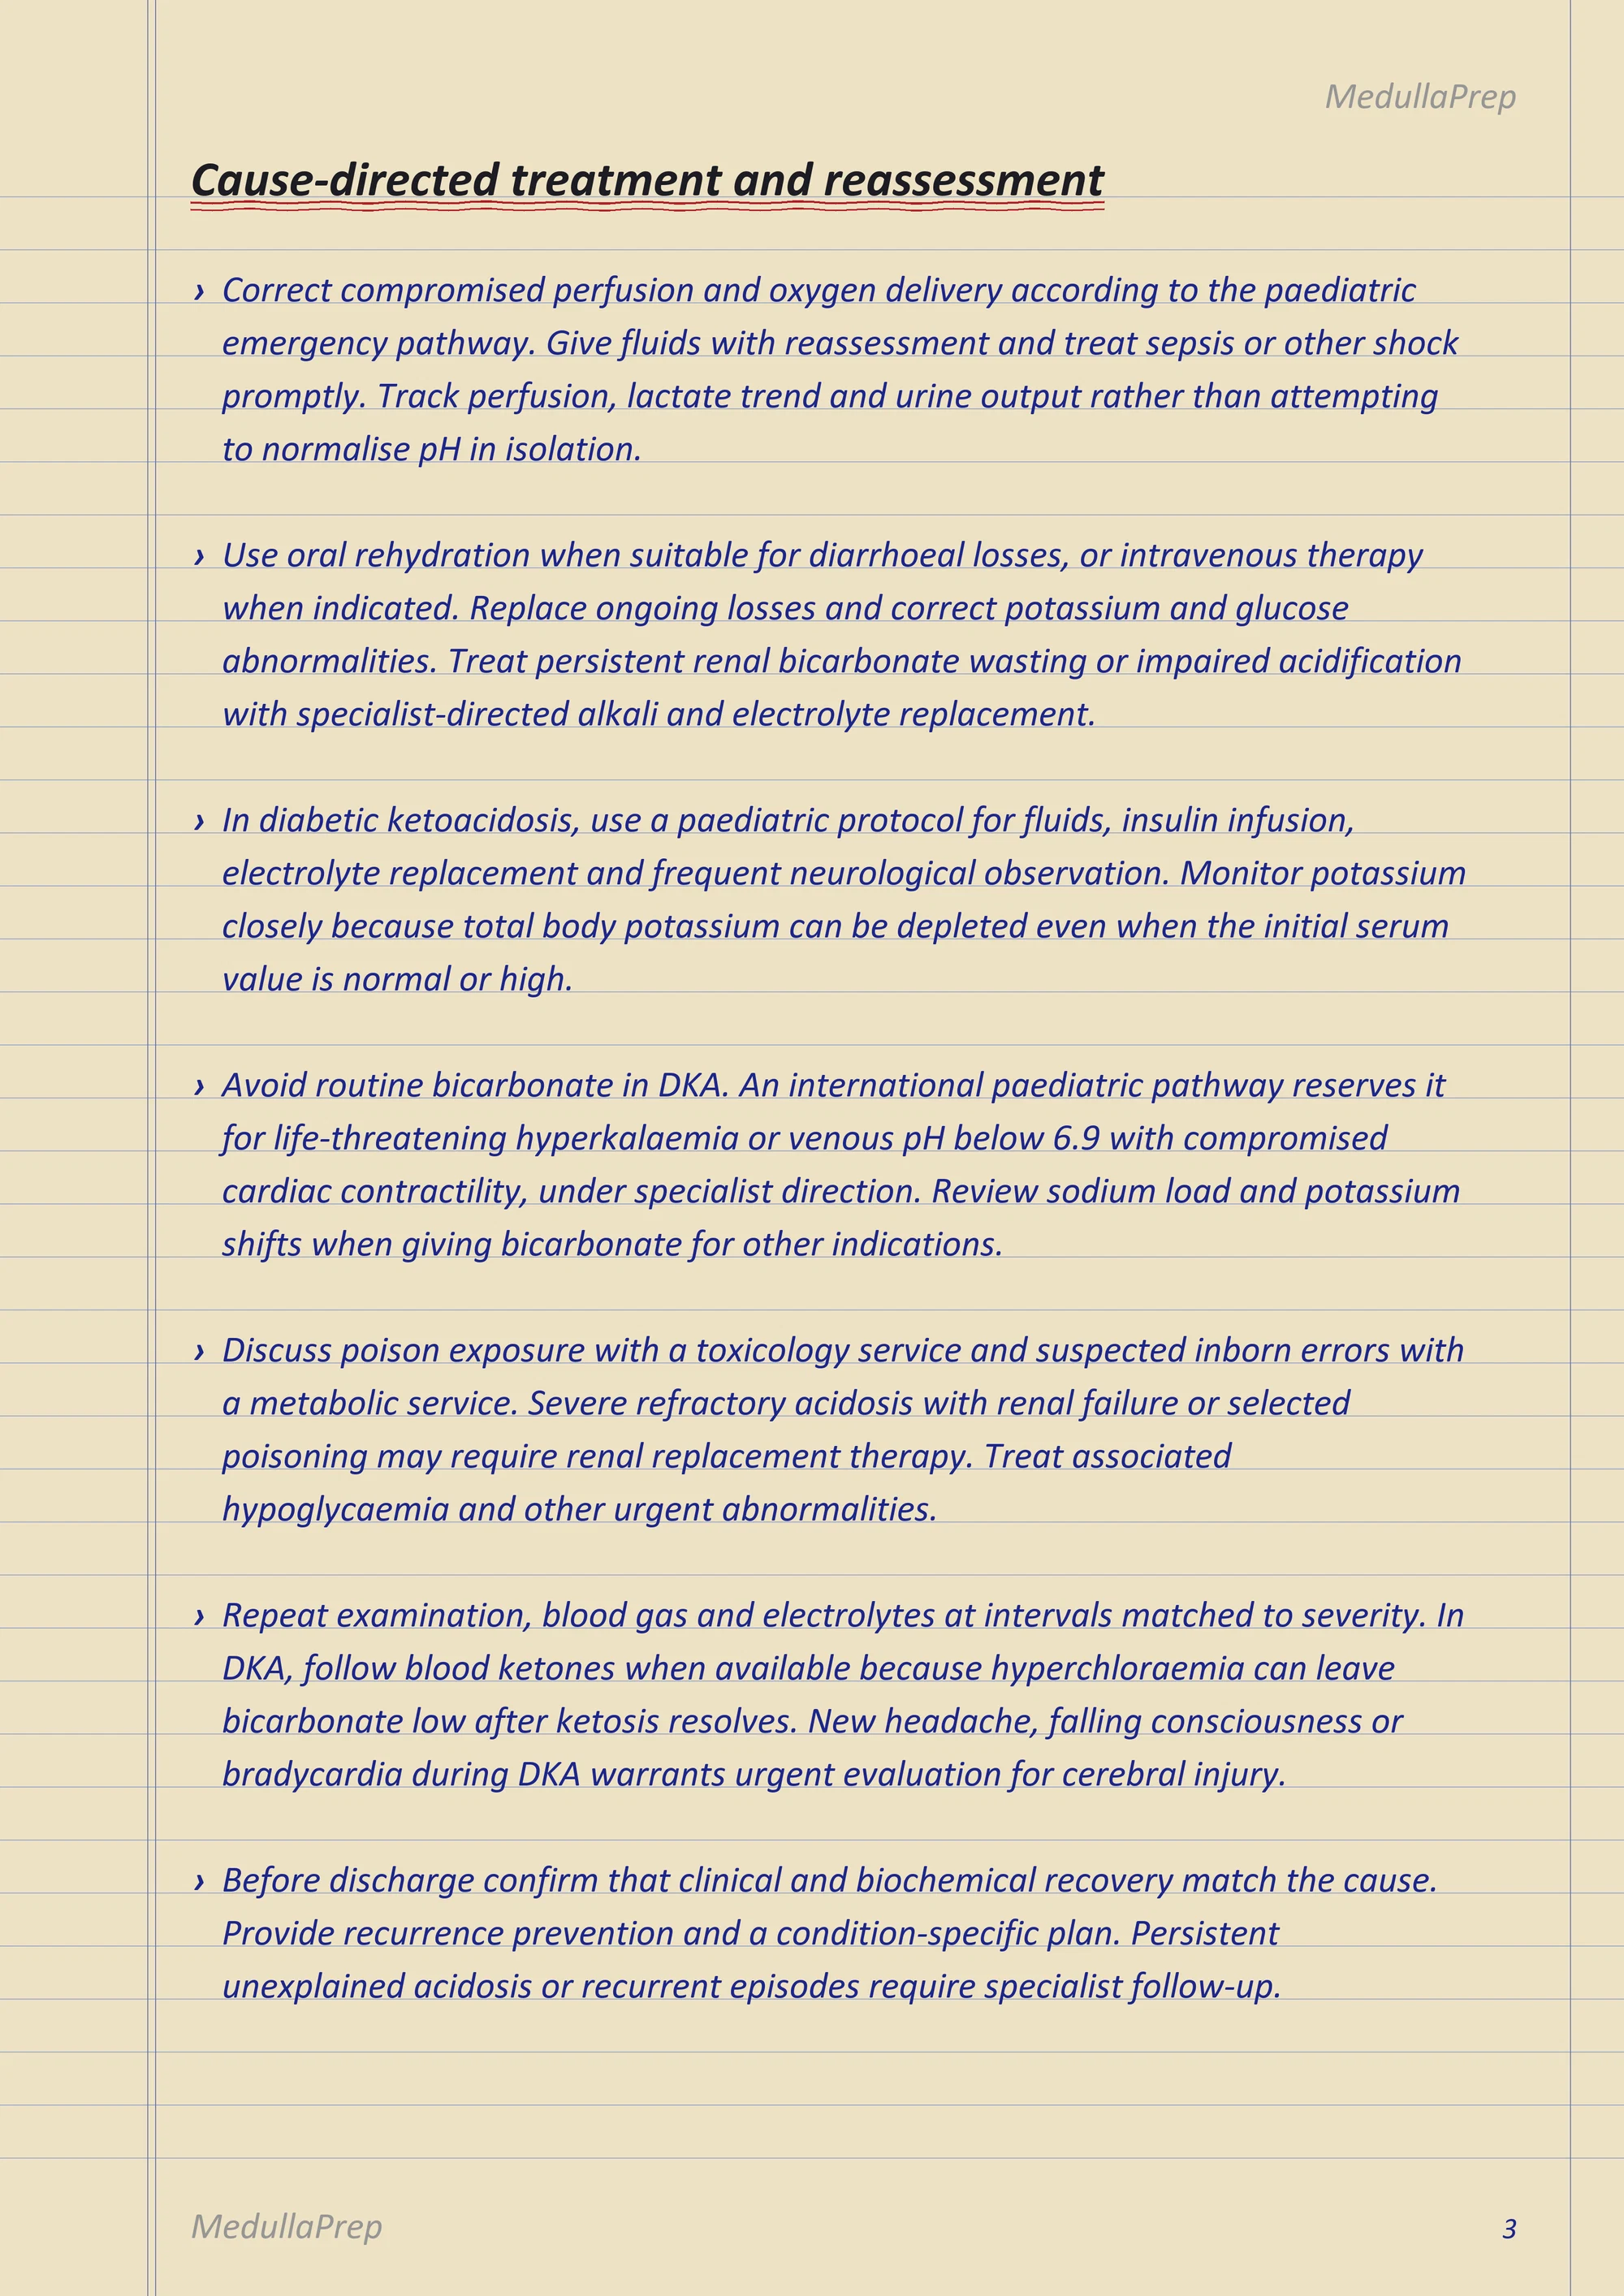 MedullaPrep
Cause-directed treatment and reassessment
› Correct compromised perfusion and oxygen delivery according to the paediatric
emergency pathway. Give fluids with reassessment and treat sepsis or other shock
promptly. Track perfusion, lactate trend and urine output rather than attempting
to normalise pH in isolation.
› Use oral rehydration when suitable for diarrhoeal losses, or intravenous therapy
when indicated. Replace ongoing losses and correct potassium and glucose
abnormalities. Treat persistent renal bicarbonate wasting or impaired acidification
with specialist-directed alkali and electrolyte replacement.
› In diabetic ketoacidosis, use a paediatric protocol for fluids, insulin infusion,
electrolyte replacement and frequent neurological observation. Monitor potassium
closely because total body potassium can be depleted even when the initial serum
value is normal or high.
› Avoid routine bicarbonate in DKA. An international paediatric pathway reserves it
for life-threatening hyperkalaemia or venous pH below 6.9 with compromised
cardiac contractility, under specialist direction. Review sodium load and potassium
shifts when giving bicarbonate for other indications.
› Discuss poison exposure with a toxicology service and suspected inborn errors with
a metabolic service. Severe refractory acidosis with renal failure or selected
poisoning may require renal replacement therapy. Treat associated
hypoglycaemia and other urgent abnormalities.
› Repeat examination, blood gas and electrolytes at intervals matched to severity. In
DKA, follow blood ketones when available because hyperchloraemia can leave
bicarbonate low after ketosis resolves. New headache, falling consciousness or
bradycardia during DKA warrants urgent evaluation for cerebral injury.
› Before discharge confirm that clinical and biochemical recovery match the cause.
Provide recurrence prevention and a condition-specific plan. Persistent
unexplained acidosis or recurrent episodes require specialist follow-up.
MedullaPrep
3